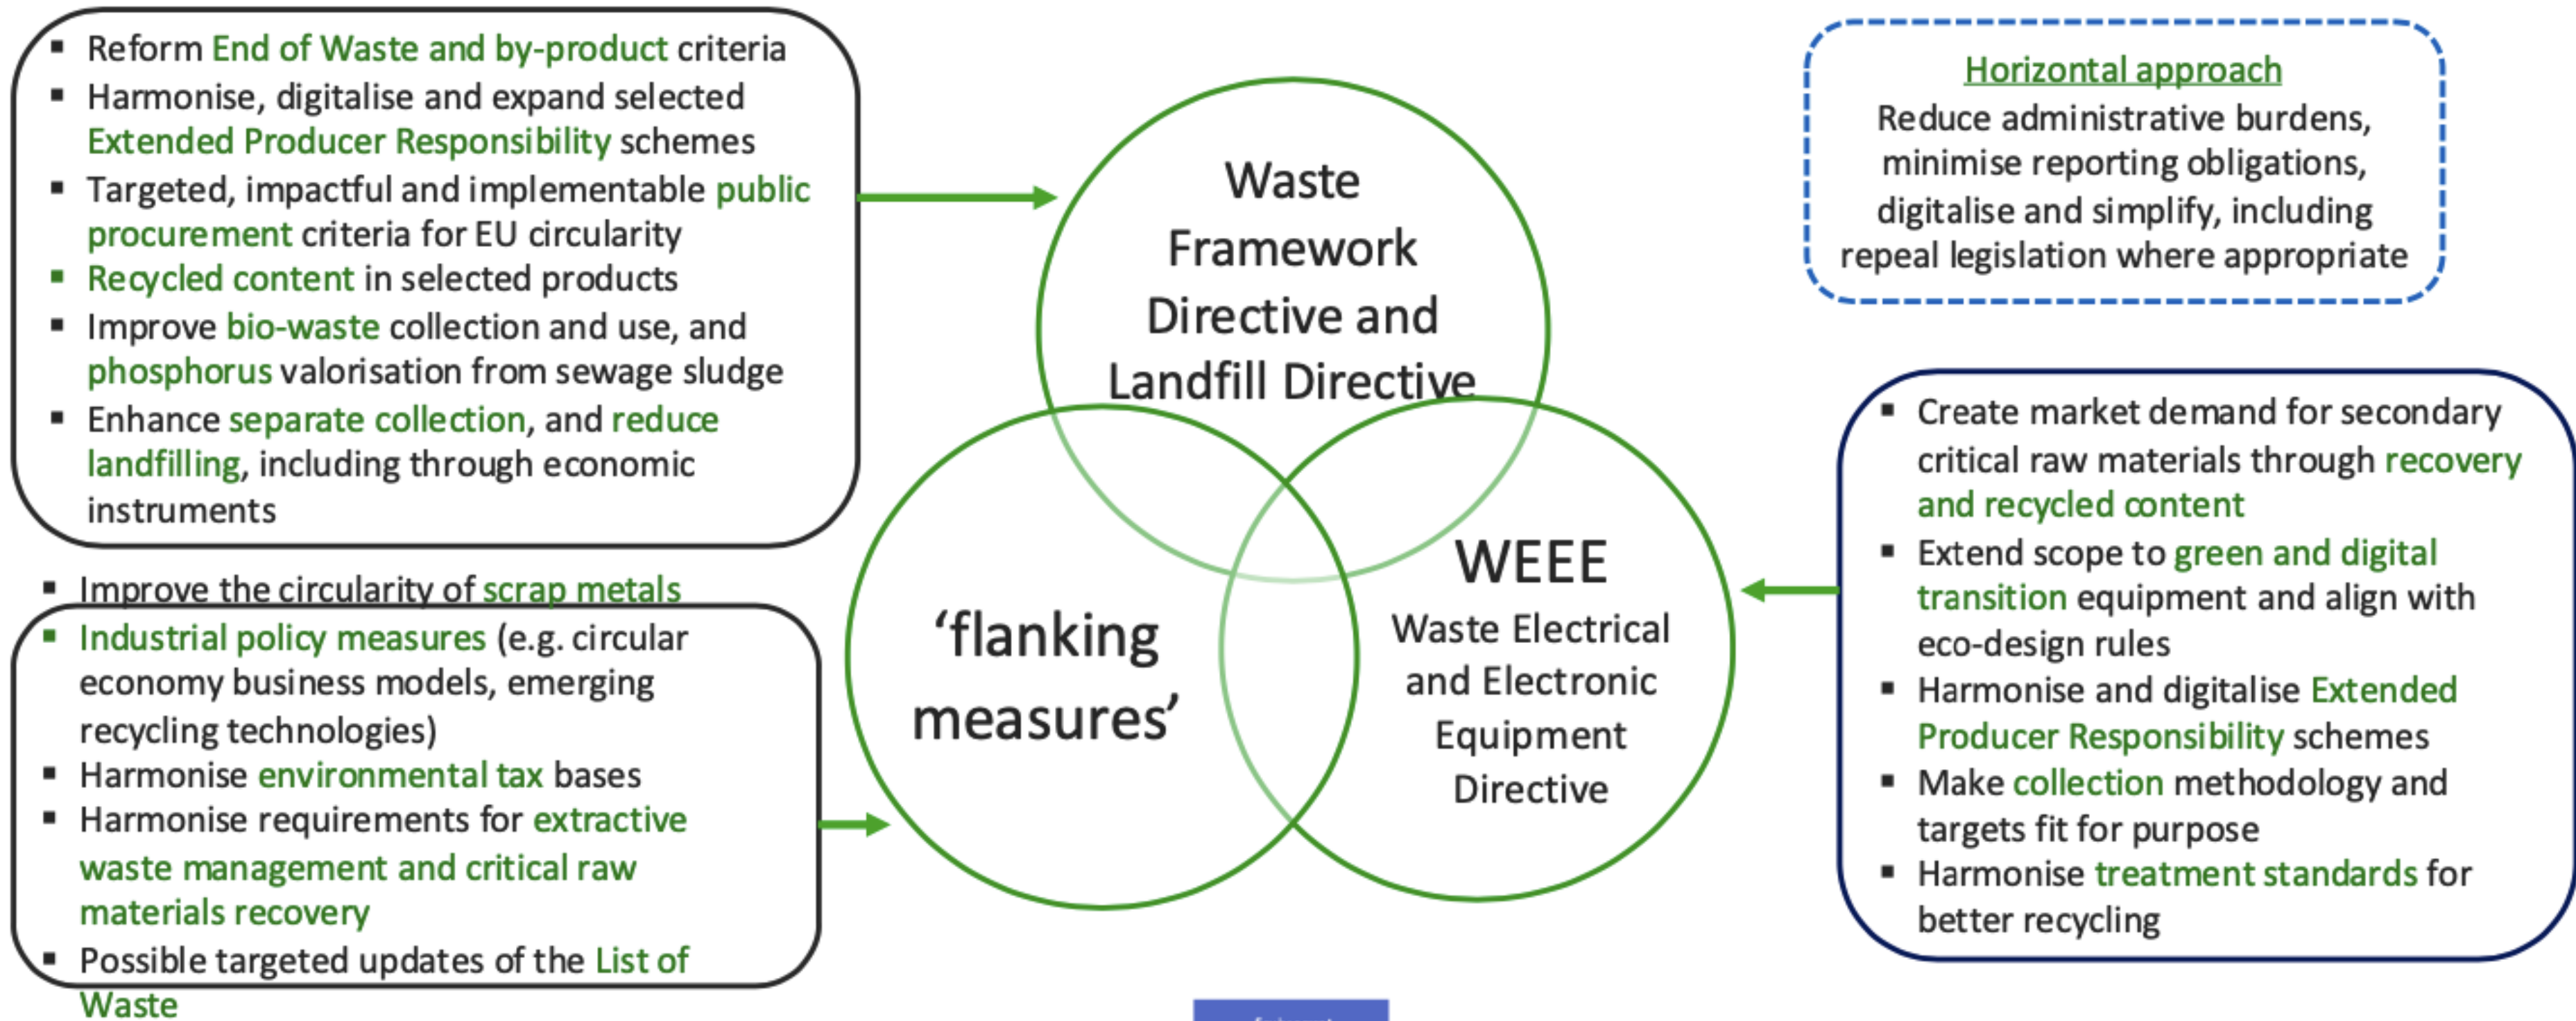 ▪ Reform End of Waste and by-product criteria
▪ Harmonise, digitalise and expand selected
Extended Producer Responsibility schemes
▪ Targeted, impactful and implementable public
procurement criteria for EU circularity
▪ Recycled content in selected products
▪ Improve bio-waste collection and use, and
phosphorus valorisation from sewage sludge
▪ Enhance separate collection, and reduce
landfilling, including through economic
instruments
▪ Improve the circularity of scrap metals
▪ Industrial policy measures (e.g. circular
economy business models, emerging
recycling technologies)
▪ Harmonise environmental tax bases
▪ Harmonise requirements for extractive
waste management and critical raw
materials recovery
▪ Possible targeted updates of the List of
Waste
Waste
Framework
Directive and
Landfill Directive
‘flanking
measures’
WEEE
Waste Electrical
and Electronic
Equipment
Directive
Horizontal approach
Reduce administrative burdens,
minimise reporting obligations,
digitalise and simplify, including
repeal legislation where appropriate
▪ Create market demand for secondary
critical raw materials through recovery
and recycled content
▪ Extend scope to green and digital
transition equipment and align with
eco-design rules
▪ Harmonise and digitalise Extended
Producer Responsibility schemes
▪ Make collection methodology and
targets fit for purpose
▪ Harmonise treatment standards for
better recycling